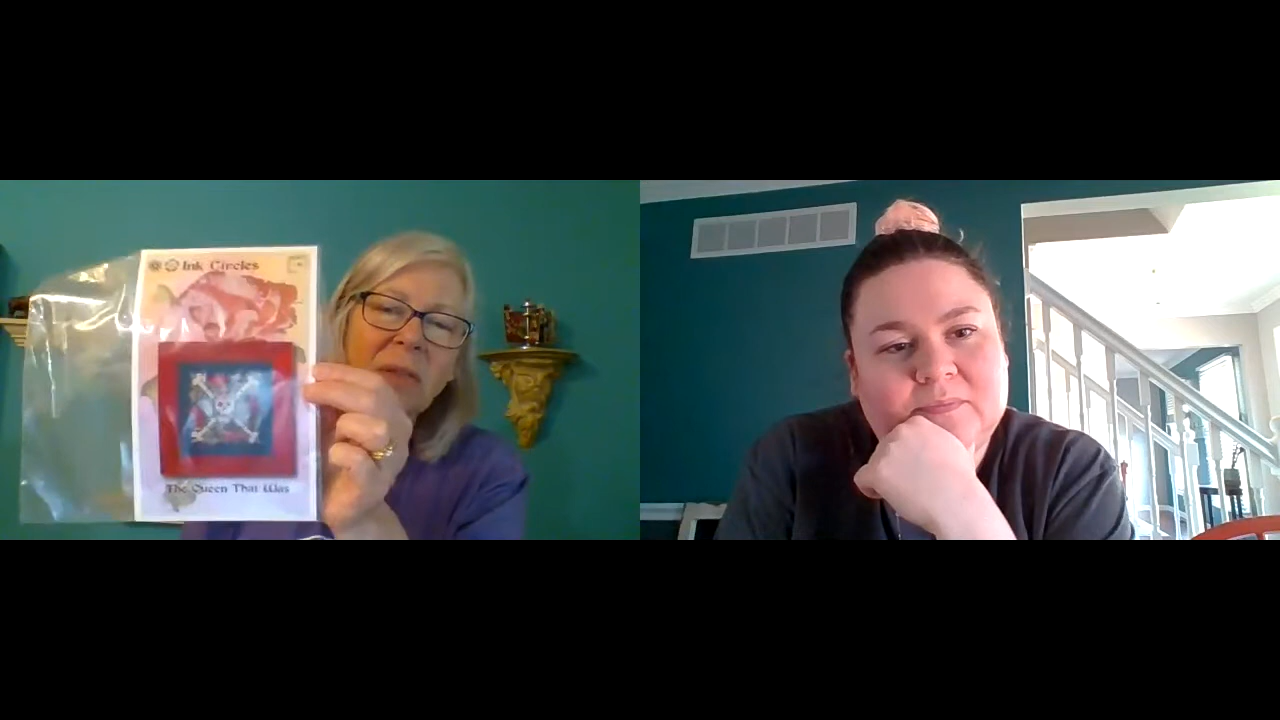 Ink Circles
The Queen That Was